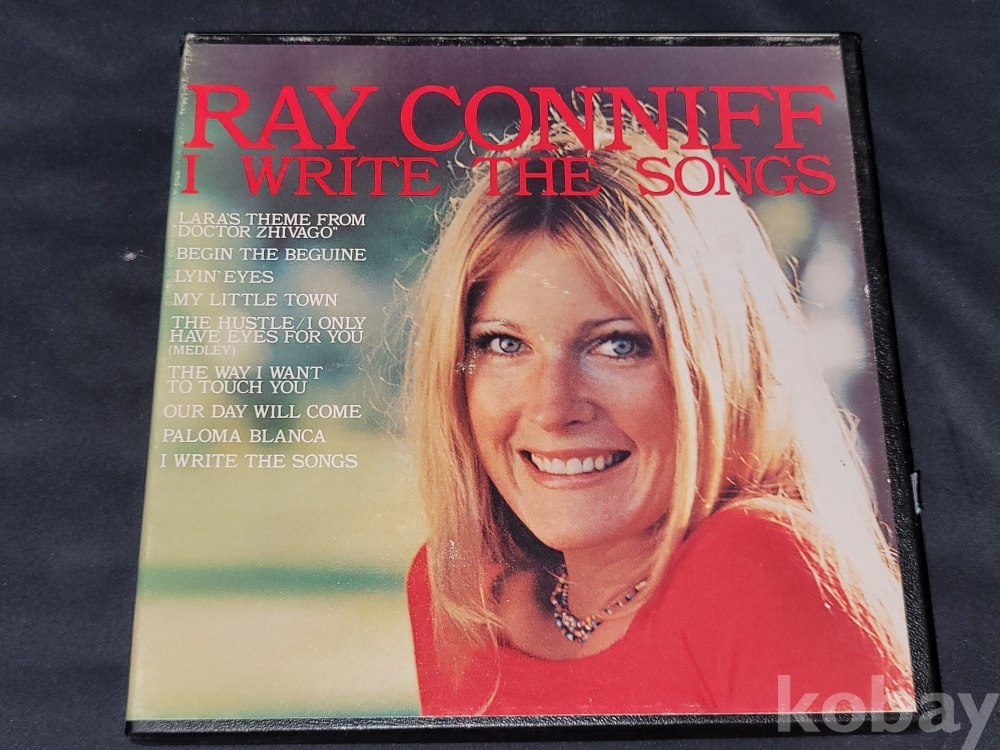 RAY CONNIFF
I WRITE THE SONGS
LARA'S THEME FROM
"DOCTOR ZHIVAGO"
BEGIN THE BEGUINE
LYIN' EYES
MY LITTLE TOWN
THE HUSTLE/I ONLY
HAVE EYES FOR YOU
(MEDLEY)
THE WAY I WANT
TO TOUCH YOU
OUR DAY WILL COME
PALOMA BLANCA
I WRITE THE SONGS
kobay